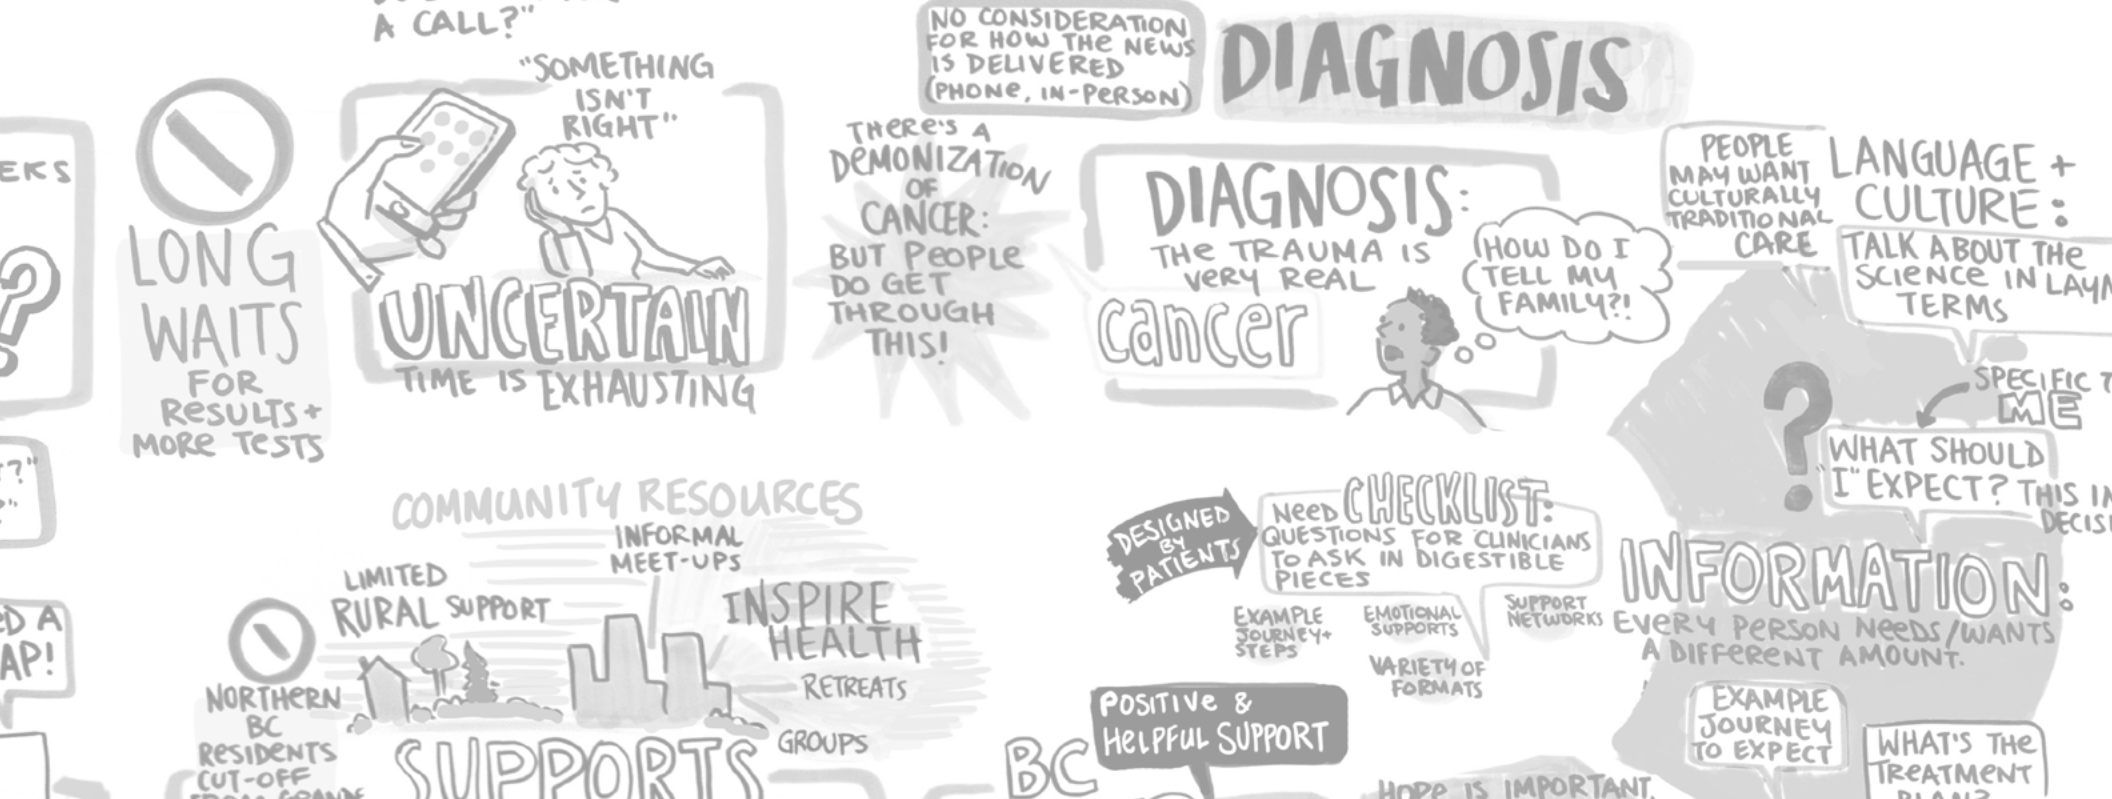 A CALL?"
"SOMETHING
ISN'T
RIGHT"
UNCERTAIN
TIME IS EXHAUSTING
LONG
WAITS
FOR
RESULTS +
MORE TESTS
EKS
?
?"
A
AP!
NO CONSIDERATION
FOR HOW THE NEWS
IS DELIVERED
(PHONE, IN-PERSON)
DIAGNOSIS
THERE'S A
DEMONIZATION
OF
CANCER:
BUT PEOPLE
DO GET
THROUGH
THIS!
DIAGNOSIS:
THE TRAUMA IS
VERY REAL
cancer
HOW DO I
TELL MY
FAMILY?!
PEOPLE
MAY WANT
CULTURALLY
TRADITIONAL
CARE
LANGUAGE +
CULTURE:
TALK ABOUT THE
SCIENCE IN
TERMS
SPECIFIC
ME
?
WHAT SHOULD
"I" EXPECT?
THIS
INFORMATION:
EVERY PERSON NEEDS/WANTS
A DIFFERENT AMOUNT.
EXAMPLE
JOURNEY
TO EXPECT
WHAT'S THE
TREATMENT
PLAN?
COMMUNITY RESOURCES
INFORMAL
MEET-UPS
LIMITED
RURAL SUPPORT
INSPIRE
HEALTH
RETREATS
GROUPS
SUPPORTS
NORTHERN
BC
RESIDENTS
CUT-OFF
DESIGNED
BY
PATIENTS
NEED CHECKLIST:
QUESTIONS FOR CLINICIANS
TO ASK IN DIGESTIBLE
PIECES
EXAMPLE
JOURNEY+
STEPS
EMOTIONAL
SUPPORTS
SUPPORT
NETWORKS
VARIETY OF
FORMATS
BC
POSITIVE &
HELPFUL SUPPORT
HOPE IS IMPORTANT.